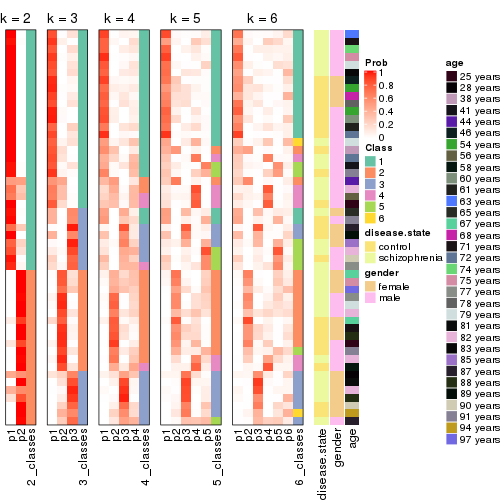 k = 2
k = 3
k = 4
k = 5
k = 6
p1
p2
2_classes
p1
p2
p3
3_classes
p1
p2
p3
p4
4_classes
p1
p2
p3
p4
p5
5_classes
p1
p2
p3
p4
p5
p6
6_classes
disease.state
gender
age
Prob
1
0.8
0.6
0.4
0.2
0
Class
1
2
3
4
5
6
disease.state
control
schizophrenia
gender
female
male
age
25 years
28 years
38 years
41 years
44 years
46 years
54 years
56 years
58 years
60 years
61 years
63 years
65 years
67 years
68 years
71 years
72 years
74 years
75 years
77 years
78 years
79 years
81 years
82 years
83 years
85 years
87 years
88 years
89 years
90 years
91 years
94 years
97 years